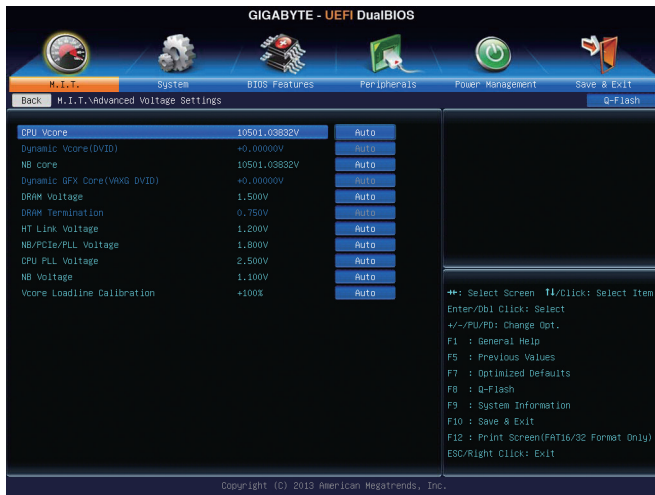 GIGABYTE - UEFI DualBIOS
M.I.T. System BIOS Features Peripherals Power Management Save & Exit
Back M.I.T.\Advanced Voltage Settings Q-Flash
CPU Vcore 10501.03832V Auto
Dynamic Vcore(DVID) +0.00000V Auto
NB core 10501.03832V Auto
Dynamic GFX Core(VAXG DVID) +0.00000V Auto
DRAM Voltage 1.500V Auto
DRAM Termination 0.750V Auto
HT Link Voltage 1.200V Auto
NB/PCIe/PLL Voltage 1.800V Auto
CPU PLL Voltage 2.500V Auto
NB Voltage 1.100V Auto
Vcore Loadline Calibration +100% Auto
→←: Select Screen ↑↓/Click: Select Item
Enter/Dbl Click: Select
+/-/PU/PD: Change Opt.
F1 : General Help
F5 : Previous Values
F7 : Optimized Defaults
F8 : Q-Flash
F9 : System Information
F10 : Save & Exit
F12 : Print Screen(FAT16/32 Format Only)
ESC/Right Click: Exit
Copyright (C) 2013 American Megatrends, Inc.